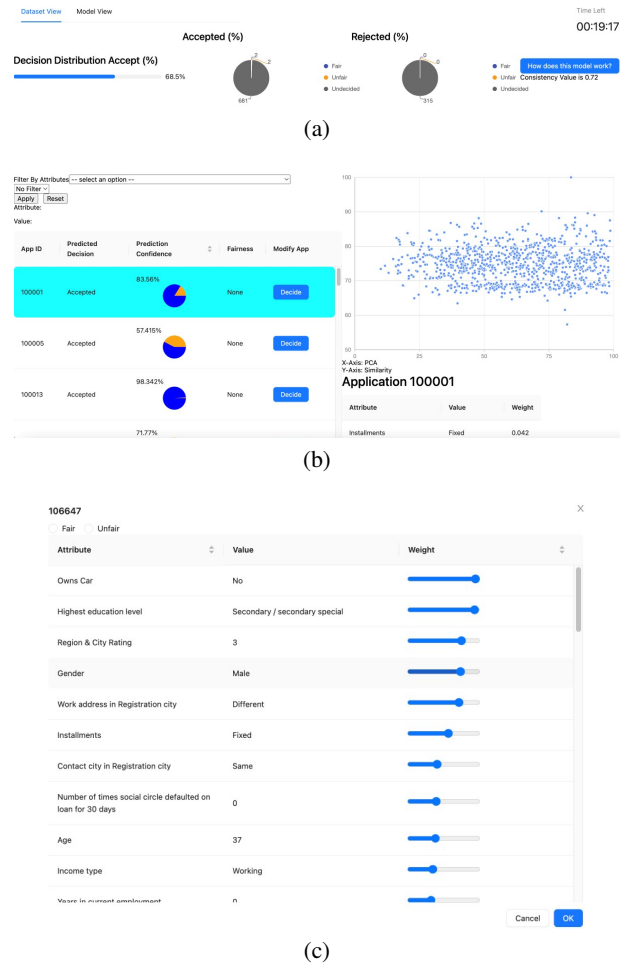 Dataset View Model View
Time Left
00:19:17
Accepted (%) Rejected (%)
Decision Distribution Accept (%)
68.5%
2
2
681
Fair
Unfair
Undecided
0
0
315
Fair
Unfair
Undecided
How does this model work?
Consistency Value is 0.72
(a)
Filter By Attributes -- select an option --
No Filter
Apply Reset
Attribute:
Value:
App ID Predicted Decision Prediction Confidence Fairness Modify App
100001 Accepted 83.56% None Decide
100005 Accepted 57.415% None Decide
100013 Accepted 98.342% None Decide
71.77%
100
90
80
70
60
50
0 25 50 75 100
X-Axis: PCA
Y-Axis: Similarity
Application 100001
Attribute Value Weight
Installments Fixed 0.042
(b)
106647 X
Fair Unfair
Attribute Value Weight
Owns Car No
Highest education level Secondary / secondary special
Region & City Rating 3
Gender Male
Work address in Registration city Different
Installments Fixed
Contact city in Registration city Same
Number of times social circle defaulted on
loan for 30 days 0
Age 37
Income type Working
Years in current employment 0
Cancel OK
(c)